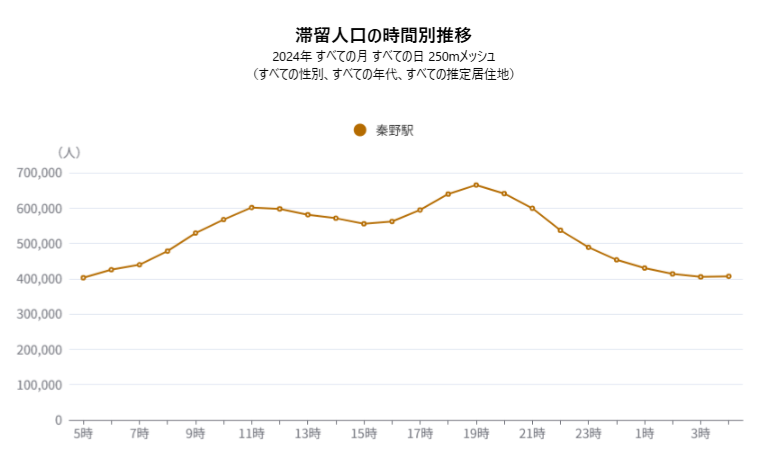 滞留人口の時間別推移
2024年 すべての月 すべての日 250mメッシュ
（すべての性別、すべての年代、すべての推定居住地）
秦野駅
（人）
700,000
600,000
500,000
400,000
300,000
200,000
100,000
0
5時 7時 9時 11時 13時 15時 17時 19時 21時 23時 1時 3時